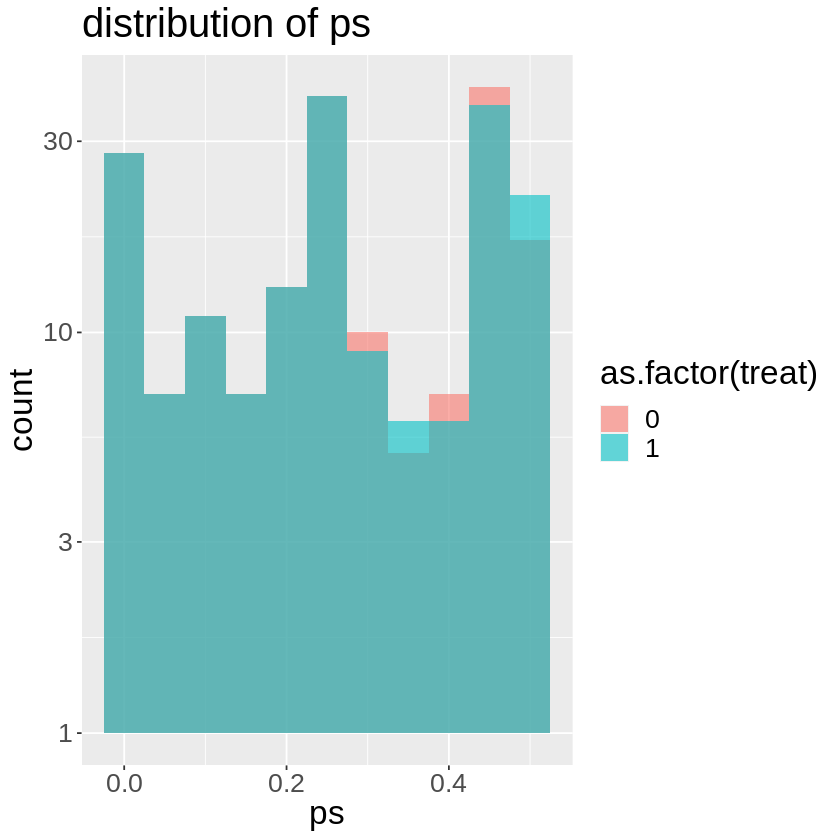 distribution of ps
30
10
3
1
count
0.0
0.2
0.4
ps
as.factor(treat)
0
1